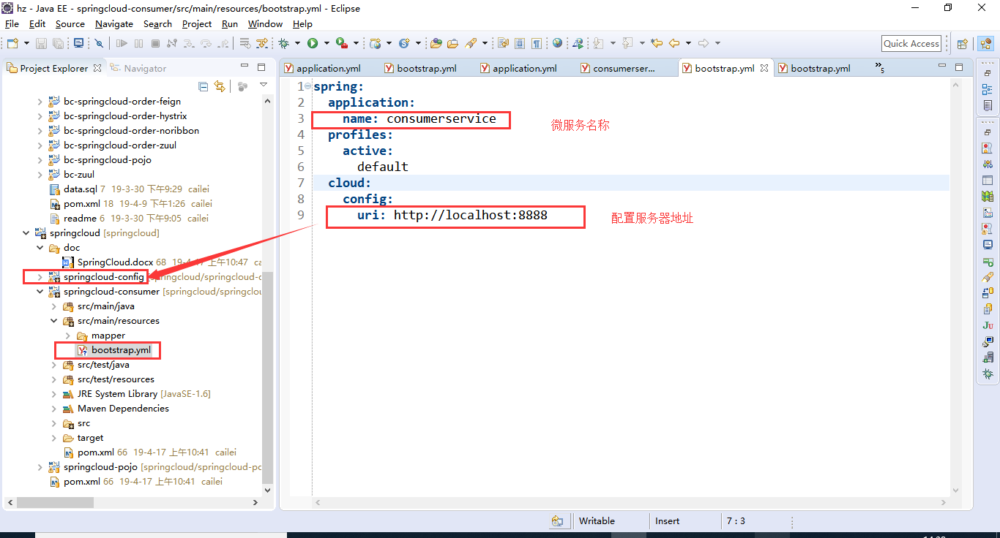 hz - Java EE - springcloud-consumer/src/main/resources/bootstrap.yml - Eclipse
File Edit Source Navigate Search Project Run Window Help
Quick Access
Project Explorer Navigator
bc-springcloud-order-feign
bc-springcloud-order-hystrix
bc-springcloud-order-noribbon
bc-springcloud-order-zuul
bc-springcloud-pojo
bc-zuul
data.sql 7 19-3-30 下午9:29 cailei
pom.xml 18 19-4-9 下午1:26 cailei
readme 6 19-3-30 下午9:05 cailei
springcloud [springcloud]
doc
SpringCloud.docx 68 19-4-17 上午10:47 ca
springcloud-config [springcloud/springcloud-c
springcloud-consumer [springcloud/springclou
src/main/java
src/main/resources
mapper
bootstrap.yml
src/test/java
src/test/resources
JRE System Library [JavaSE-1.6]
Maven Dependencies
src
target
pom.xml 66 19-4-17 上午10:41 cailei
springcloud-pojo [springcloud/springcloud-pc
pom.xml 66 19-4-17 上午10:41 cailei
application.yml bootstrap.yml application.yml consumerser... bootstrap.yml bootstrap.yml »5
1 spring:
2 application:
3 name: consumerservice
微服务名称
4 profiles:
5 active:
6 default
7 cloud:
8 config:
9 uri: http://localhost:8888
配置服务器地址
Writable Insert 7 : 3